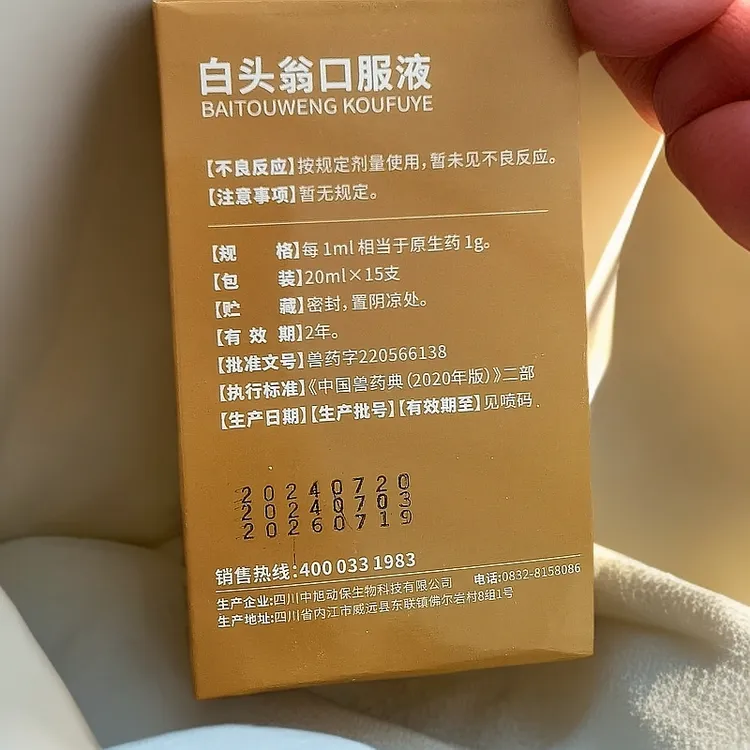 白头翁口服液
BAITOUWENG KOUFUYE
【不良反应】按规定剂量使用，暂未见不良反应。
【注意事项】暂无规定。
【规 格】每1ml相当于原生药1g。
【包 装】20ml×15支
【贮 藏】密封，置阴凉处。
【有 效 期】2年。
【批准文号】兽药字220566138
【执行标准】《中国兽药典（2020年版）》二部
【生产日期】【生产批号】【有效期至】见喷码.
20240720
20240703
20260719
销售热线：400 033 1983
生产企业：四川中旭动保生物科技有限公司 电话：0832-8158086
生产地址：四川省内江市威远县东联镇佛尔岩村8组1号